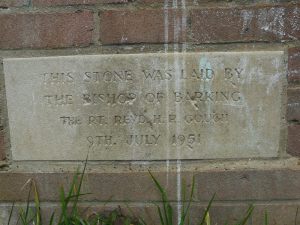 THIS STONE WAS LAID BY
THE BISHOP OF BARKING
THE RT. REVD. H. R. GOUGH
9TH. JULY 1951